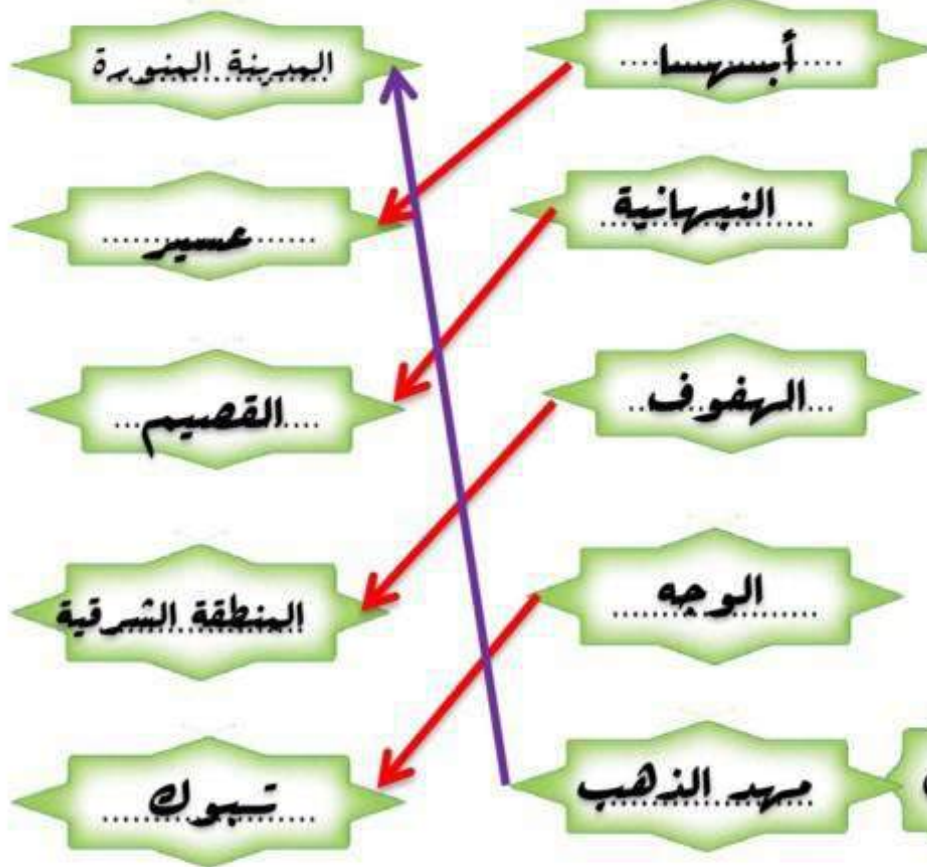 أبها
المدينة المنورة
النبهانية
عسير
الهفوف
القصيم
الوجه
المنطقة الشرقية
مهد الذهب
تبوك